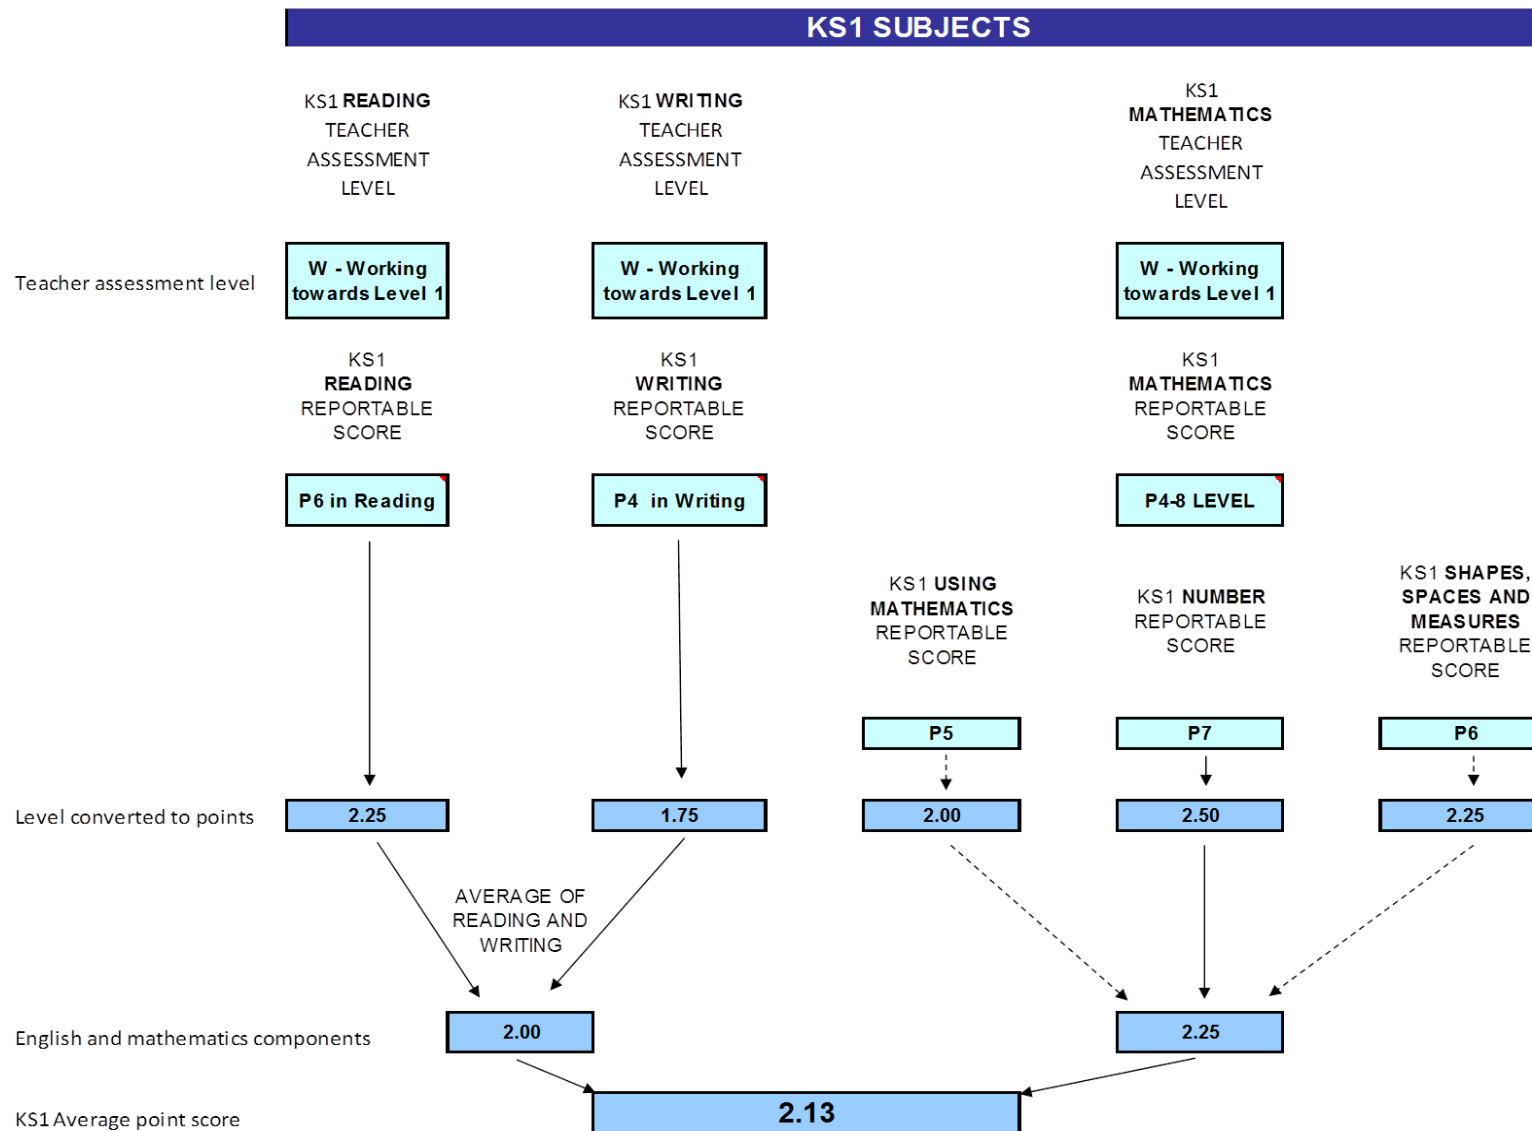 KS1 SUBJECTS
KS1 READING
TEACHER
ASSESSMENT
LEVEL
KS1 WRITING
TEACHER
ASSESSMENT
LEVEL
KS1
MATHEMATICS
TEACHER
ASSESSMENT
LEVEL
Teacher assessment level
W - Working
towards Level 1
W - Working
towards Level 1
W - Working
towards Level 1
KS1
READING
REPORTABLE
SCORE
KS1
WRITING
REPORTABLE
SCORE
KS1
MATHEMATICS
REPORTABLE
SCORE
P6 in Reading
P4 in Writing
P4-8 LEVEL
KS1 USING
MATHEMATICS
REPORTABLE
SCORE
KS1 NUMBER
REPORTABLE
SCORE
KS1 SHAPES,
SPACES AND
MEASURES
REPORTABLE
SCORE
P5
P7
P6
Level converted to points
2.25
1.75
2.00
2.50
2.25
AVERAGE OF
READING AND
WRITING
English and mathematics components
2.00
2.25
KS1 Average point score
2.13